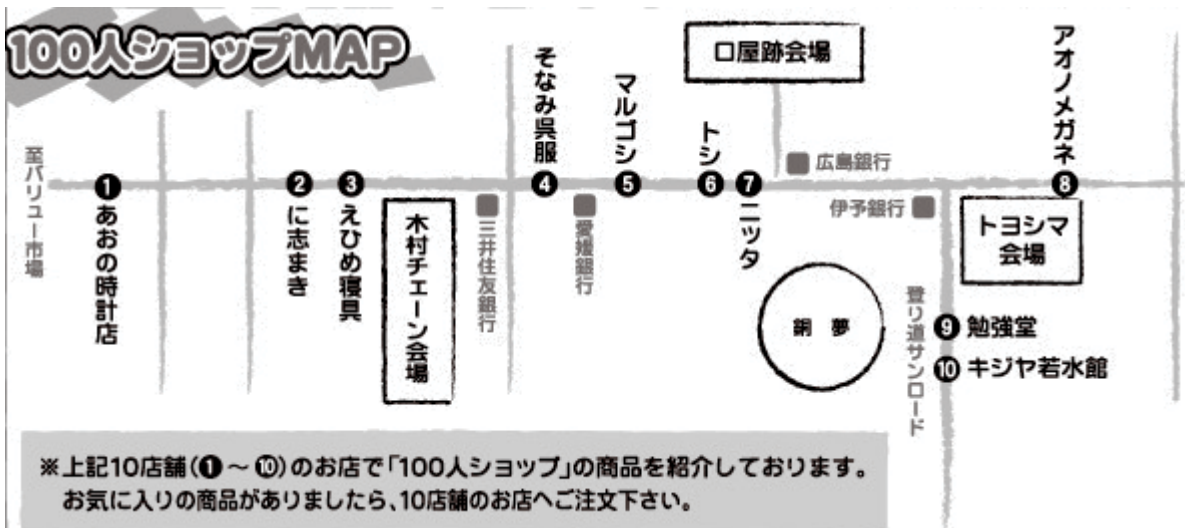 100人ショップMAP
至バリュー市場
❶あおの時計店
❷にしまき
❸えひめ寝具
木村チェーン会場
三井住友銀行
❹そなみ呉服
愛媛銀行
❺マルゴシ
❻トシ
❼ニッタ
口屋跡会場
広島銀行
伊予銀行
銅夢
アオノメガネ❽
トヨシマ
会場
登り道サンロード
❾勉強堂
❿キジヤ若水館
※上記10店舗(❶〜❿)のお店で「100人ショップ」の商品を紹介しております。
お気に入りの商品がありましたら、10店舗のお店へご注文下さい。